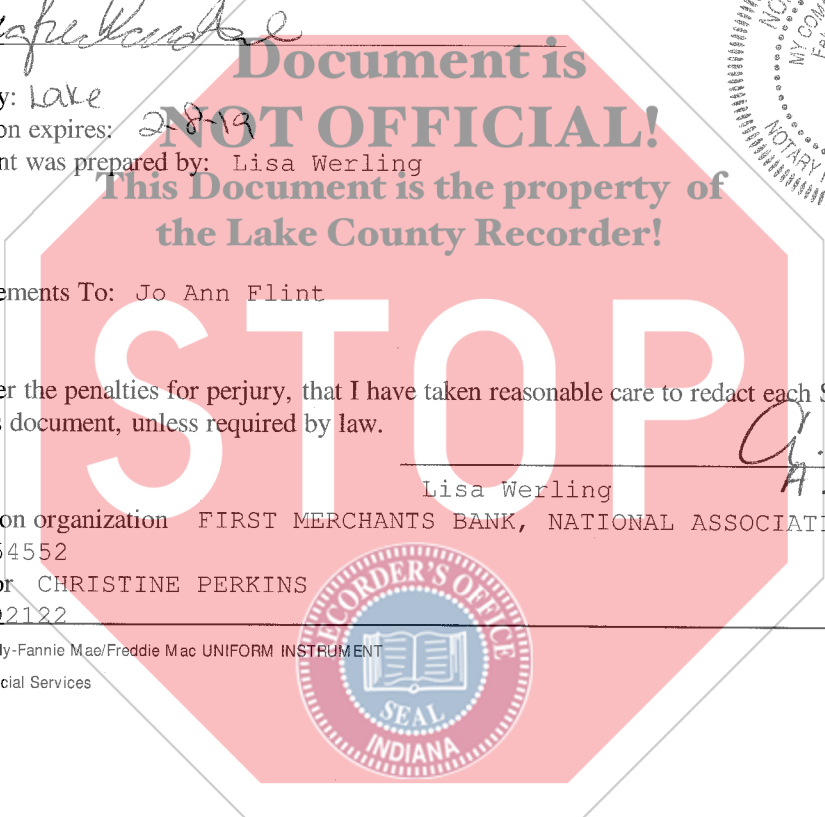 Document is
y: Lake
on expires: 2-8-19
NOT OFFICIAL!
nt was prepared by: Lisa Werling
This Document is the property of
the Lake County Recorder!
ements To: Jo Ann Flint
STOP
er the penalties for perjury, that I have taken reasonable care to redact each S
s document, unless required by law.
Lisa Werling
on organization FIRST MERCHANTS BANK, NATIONAL ASSOCIATI
54552
or CHRISTINE PERKINS
02122
ly-Fannie Mae/Freddie Mac UNIFORM INSTRUMENT
cial Services
RECORDER'S OFFICE
SEAL
INDIANA
NOTARY
MY COM